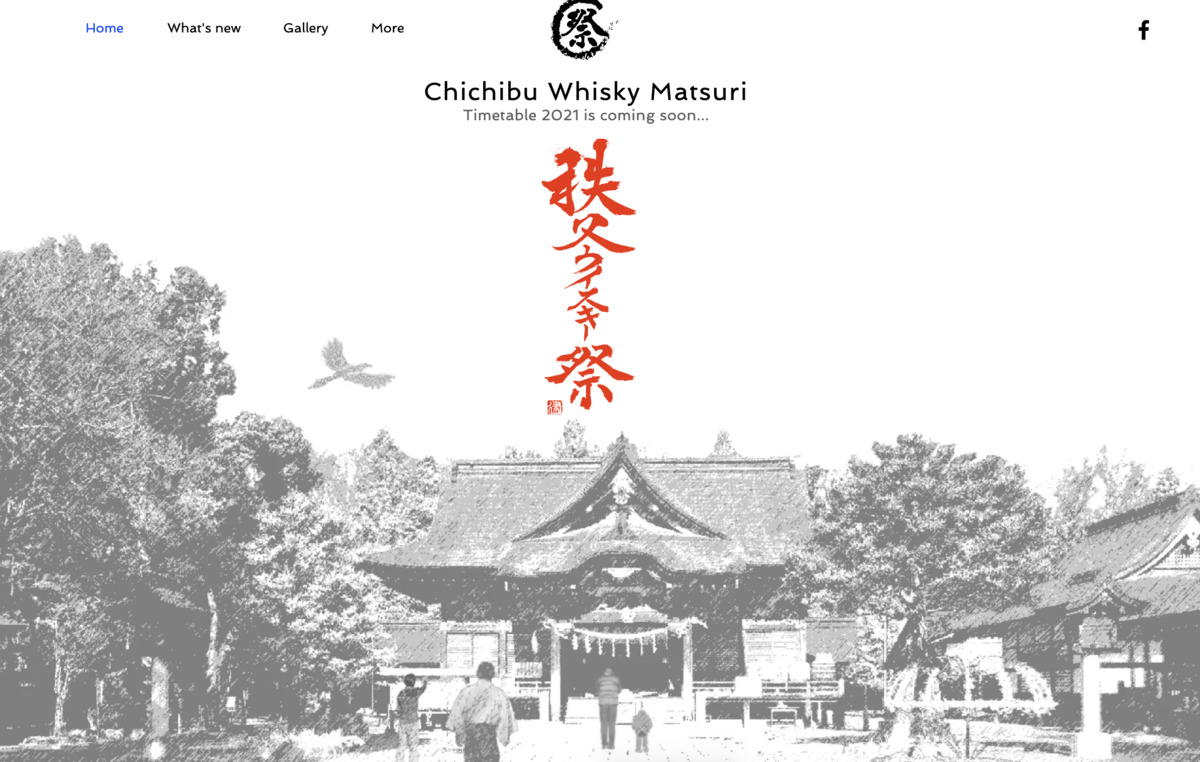 Home
What's new
Gallery
More
祭
Chichibu Whisky Matsuri
Timetable 2021 is coming soon...
秩父ウイスキー祭